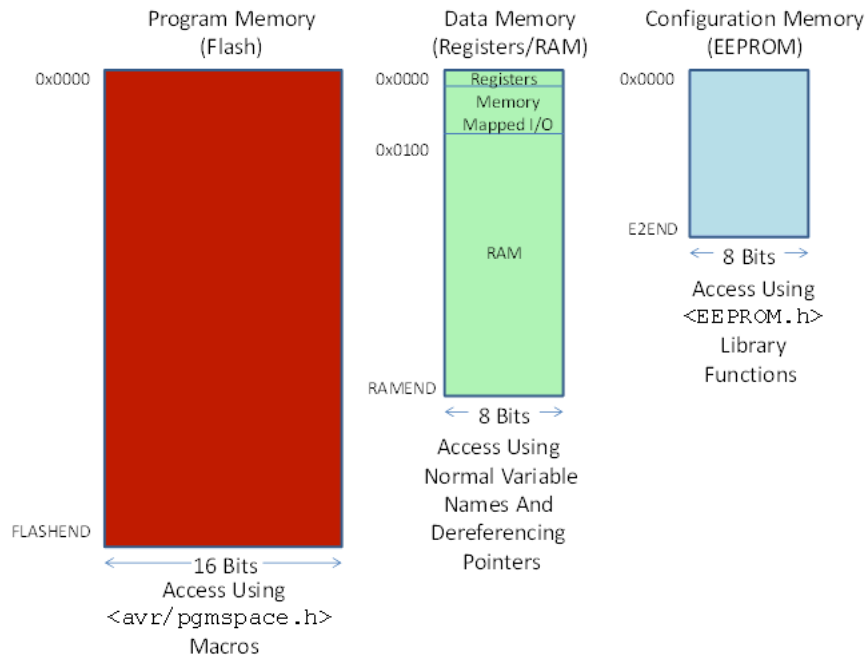 Program Memory
(Flash)
0x0000
FLASHEND
16 Bits
Access Using
<avr/pgmspace.h>
Macros
Data Memory
(Registers/RAM)
0x0000
Registers
Memory
Mapped I/O
0x0100
RAM
RAMEND
8 Bits
Access Using
Normal Variable
Names And
Dereferencing
Pointers
Configuration Memory
(EEPROM)
0x0000
E2END
8 Bits
Access Using
<EEPROM.h>
Library
Functions